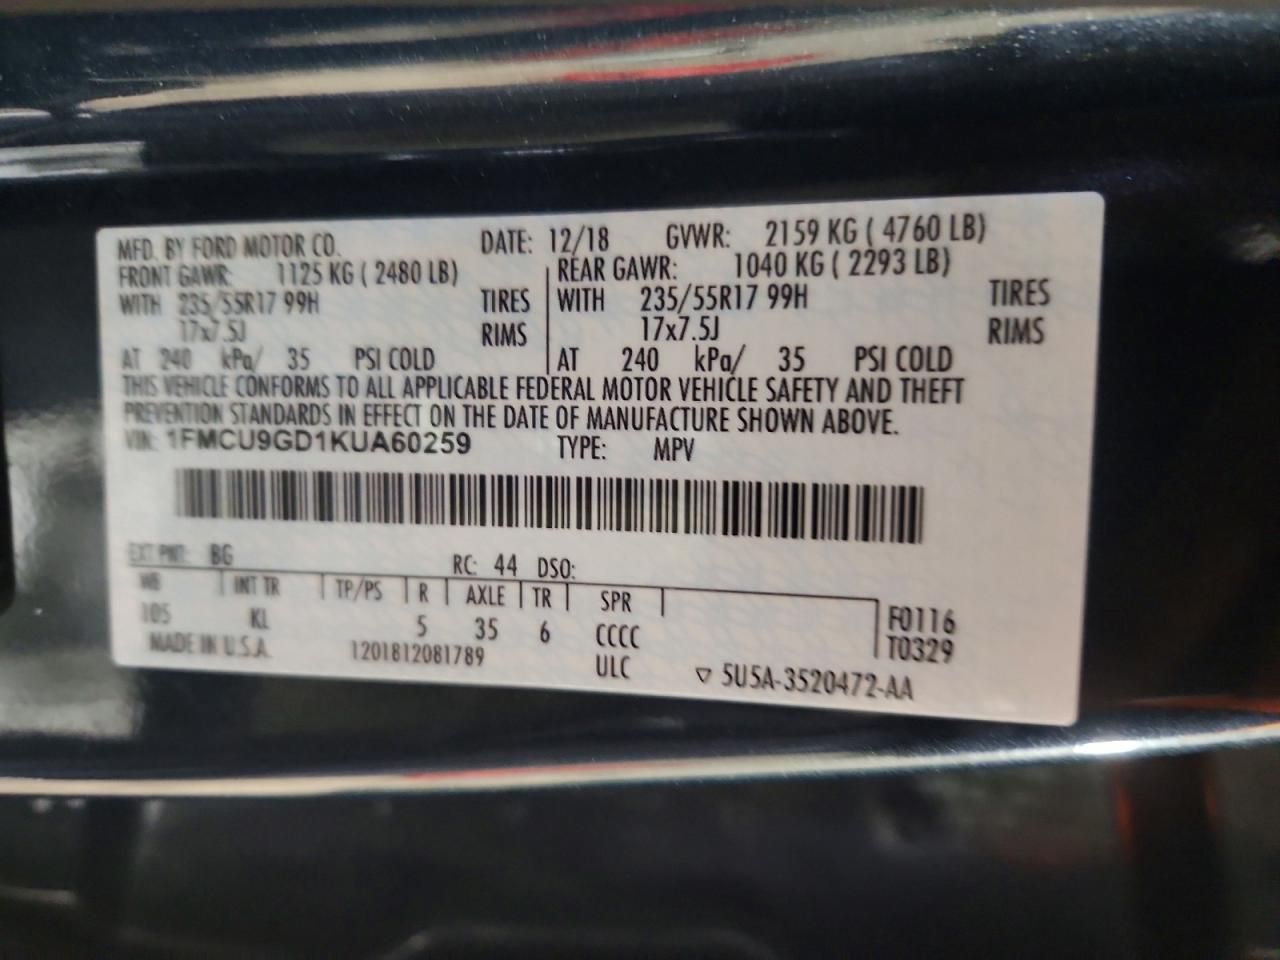 MFD. BY FORD MOTOR CO. DATE: 12/18 GVWR: 2159 KG ( 4760 LB)
FRONT GAWR: 1125 KG ( 2480 LB) REAR GAWR: 1040 KG ( 2293 LB)
WITH 235/55R17 99H TIRES WITH 235/55R17 99H TIRES
17x7.5J RIMS 17x7.5J RIMS
AT 240 kPa/ 35 PSI COLD AT 240 kPa/ 35 PSI COLD
THIS VEHICLE CONFORMS TO ALL APPLICABLE FEDERAL MOTOR VEHICLE SAFETY AND THEFT
PREVENTION STANDARDS IN EFFECT ON THE DATE OF MANUFACTURE SHOWN ABOVE.
VIN: 1FMCU9GD1KUA60259 TYPE: MPV
EXT PNT: BG RC: 44 DSO:
WB INT TR TP/PS R AXLE TR SPR F0116
105 KL 5 35 6 CCCC T0329
MADE IN U.S.A. 1201812081789 ULC ▽ 5U5A-3520472-AA